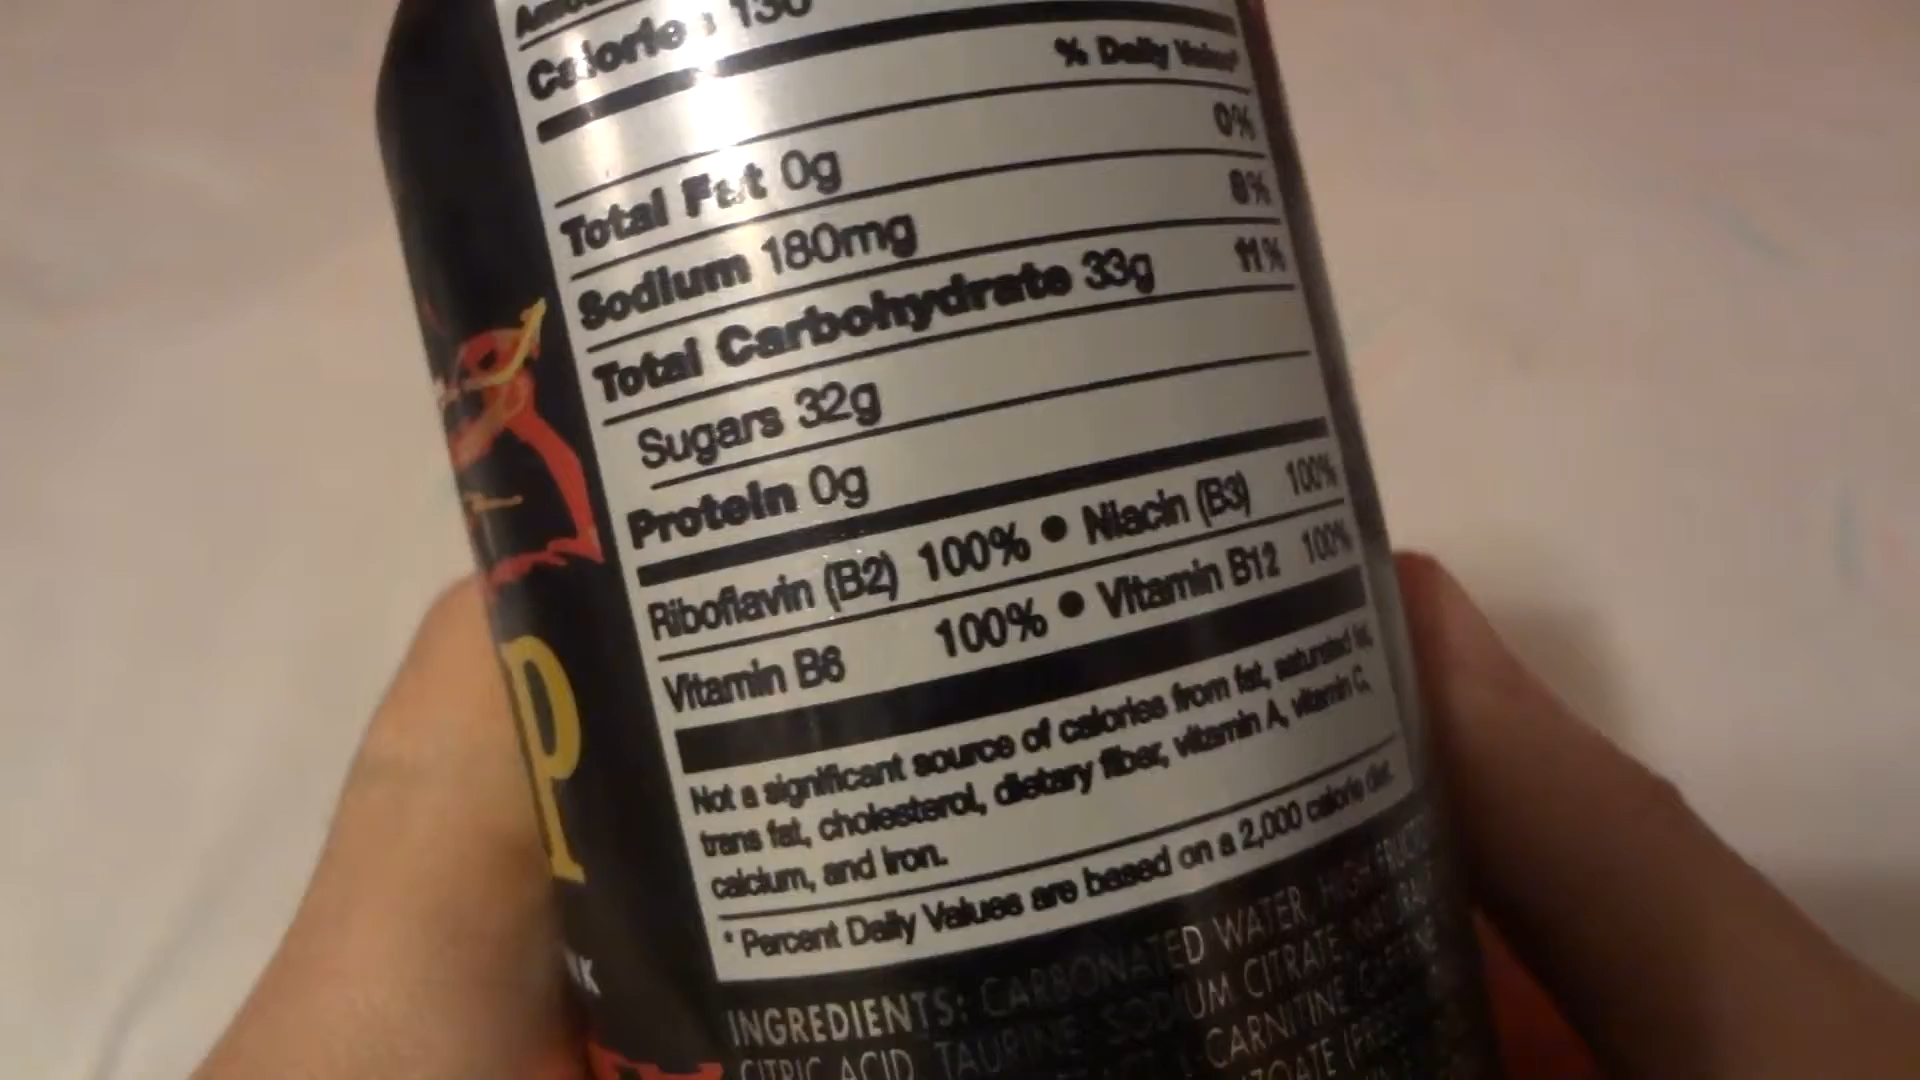 Calories 130
% Daily Value*
Total Fat 0g 0%
Sodium 180mg 8%
Total Carbohydrate 33g 11%
Sugars 32g
Protein 0g
Riboflavin (B2) 100% • Niacin (B3) 100%
Vitamin B6 100% • Vitamin B12 100%
Not a significant source of calories from fat, saturated fat,
trans fat, cholesterol, dietary fiber, vitamin A, vitamin C,
calcium, and iron.
* Percent Daily Values are based on a 2,000 calorie diet.
INGREDIENTS: CARBONATED WATER, HIGH
CITRIC ACID, TAURINE, SODIUM CITRATE,
CARNITINE,
P